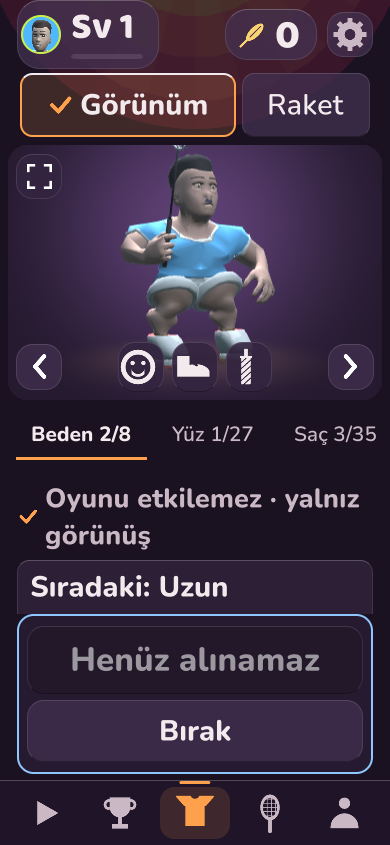 Sv 1
0
Görünüm
Raket
Beden 2/8
Yüz 1/27
Saç 3/35
Oyunu etkilemez · yalnız
görünüş
Sıradaki: Uzun
Henüz alınamaz
Bırak